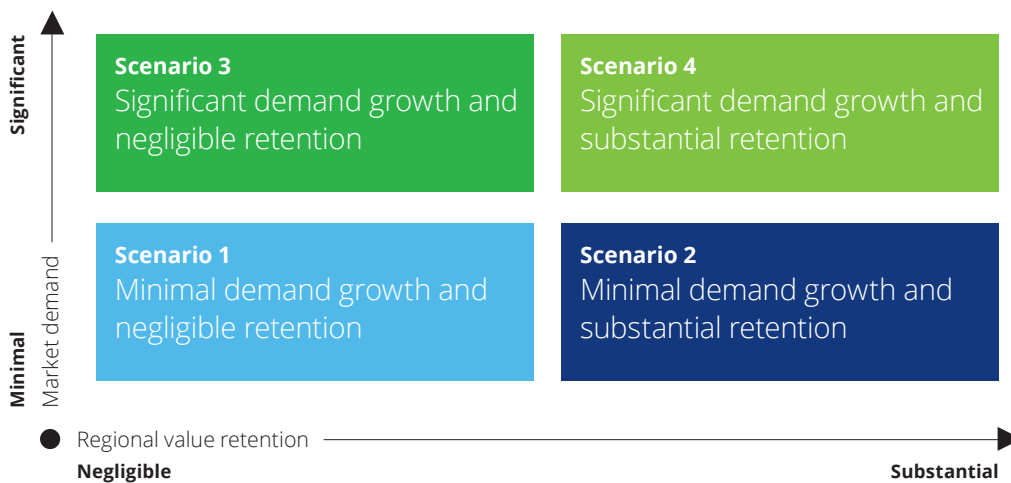 Significant
Scenario 3
Significant demand growth and
negligible retention
Scenario 4
Significant demand growth and
substantial retention
Scenario 1
Minimal demand growth and
negligible retention
Scenario 2
Minimal demand growth and
substantial retention
Minimal
Market demand
Regional value retention
Negligible
Substantial